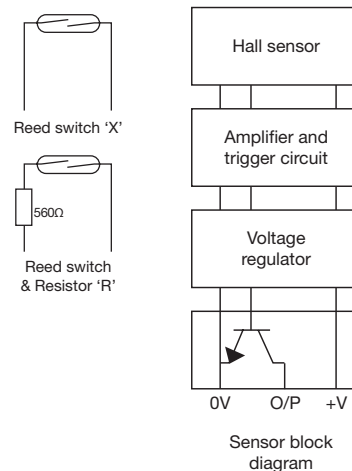 Reed switch ‘X’
560Ω
Reed switch
& Resistor ‘R’
Hall sensor
Amplifier and
trigger circuit
Voltage
regulator
0V O/P +V
Sensor block
diagram